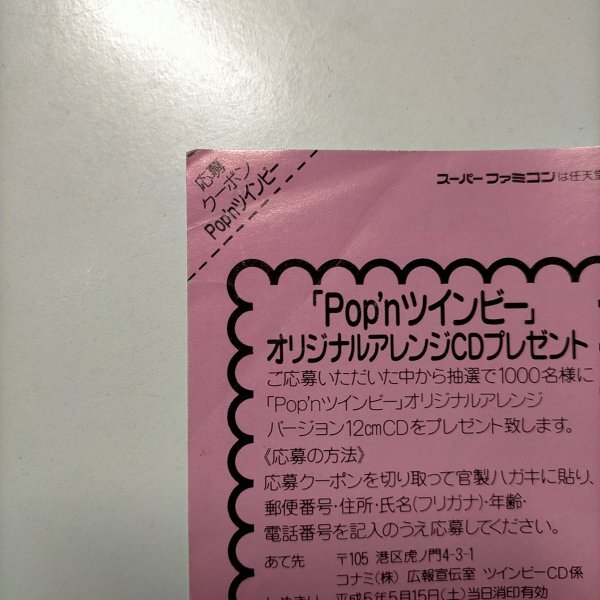 応募
クーポン
Pop'nツインビー
スーパーファミコンは任天堂
「Pop'nツインビー」
オリジナルアレンジCDプレゼント
ご応募いただいた中から抽選で1000名様に
「Pop'nツインビー」オリジナルアレンジ
バージョン12cmCDをプレゼント致します。
《応募の方法》
応募クーポンを切り取って官製ハガキに貼り、
郵便番号・住所・氏名(フリガナ)・年齢・
電話番号を記入のうえ応募してください。
あて先 〒105 港区虎ノ門4-3-1
コナミ(株) 広報宣伝室 ツインビーCD係
平成5年5月15日(土)当日消印有効